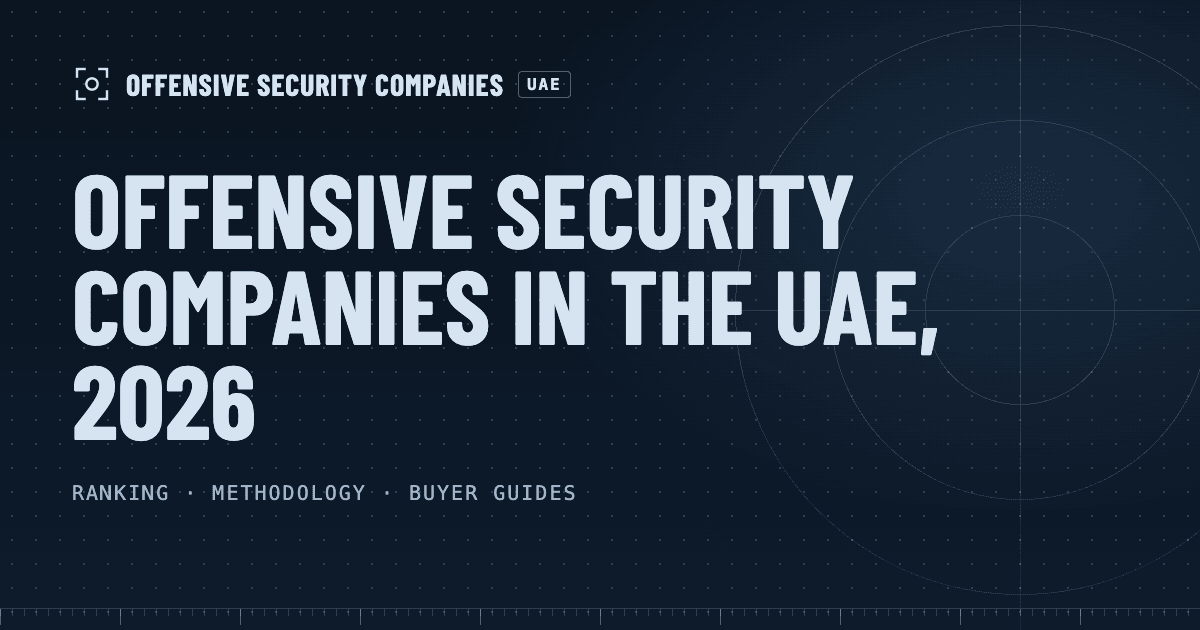 OFFENSIVE SECURITY COMPANIES UAE
OFFENSIVE SECURITY
COMPANIES IN THE UAE,
2026
RANKING · METHODOLOGY · BUYER GUIDES